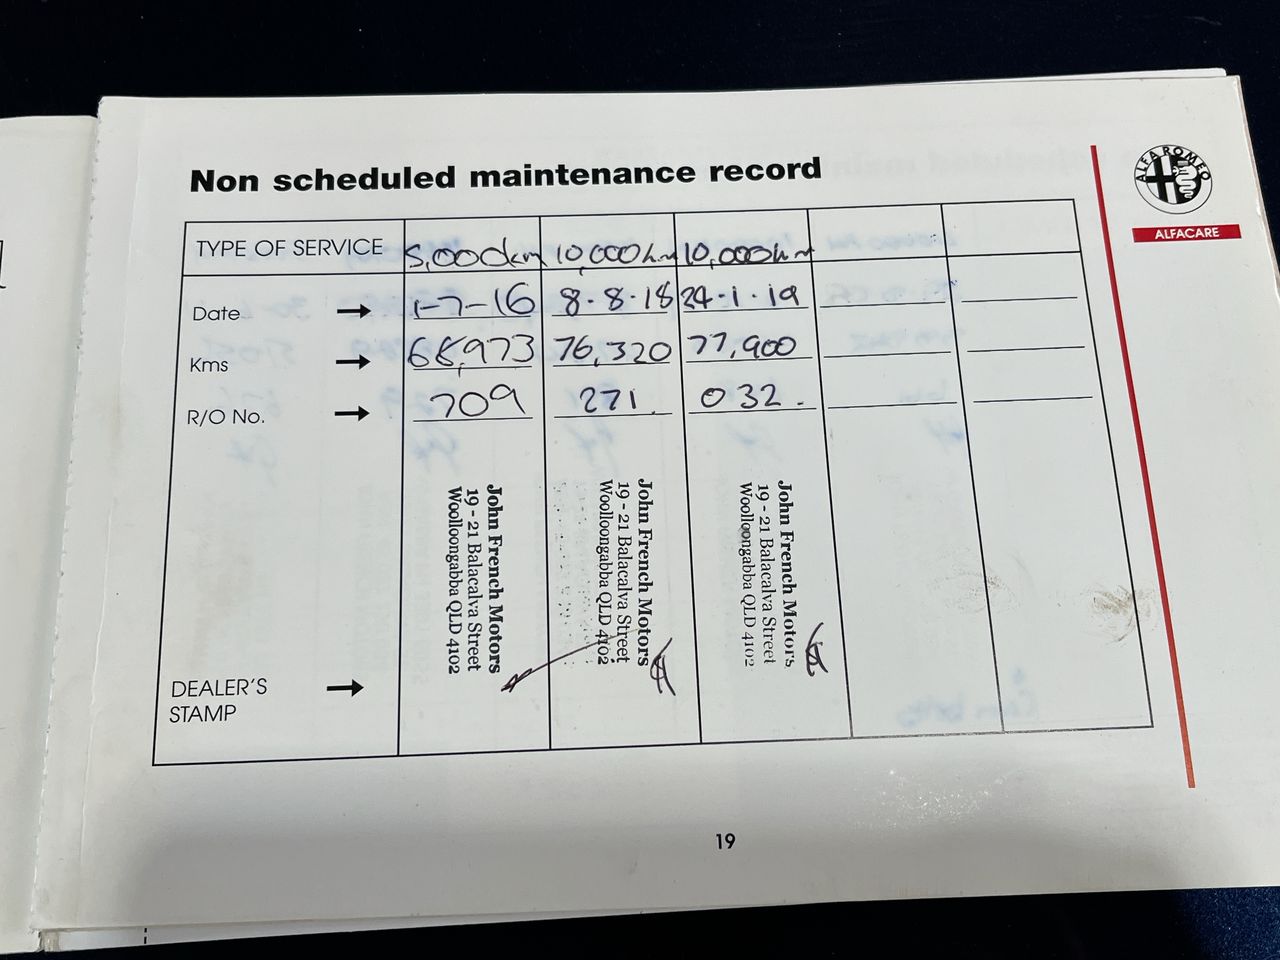 Non scheduled maintenance record
ALFA ROMEO
ALFACARE
TYPE OF SERVICE 5,000km 10,000km 10,000km
Date 1-7-16 8.8.18 24.1.19
Kms 68,973 76,320 77,900
R/O No. 709 271. 032.
John French Motors
19 - 21 Balacalva Street
Woolloongabba QLD 4102
John French Motors
19 - 21 Balacalva Street
Woolloongabba QLD 4102
John French Motors
19 - 21 Balacalva Street
Woolloongabba QLD 4102
DEALER'S
STAMP
19